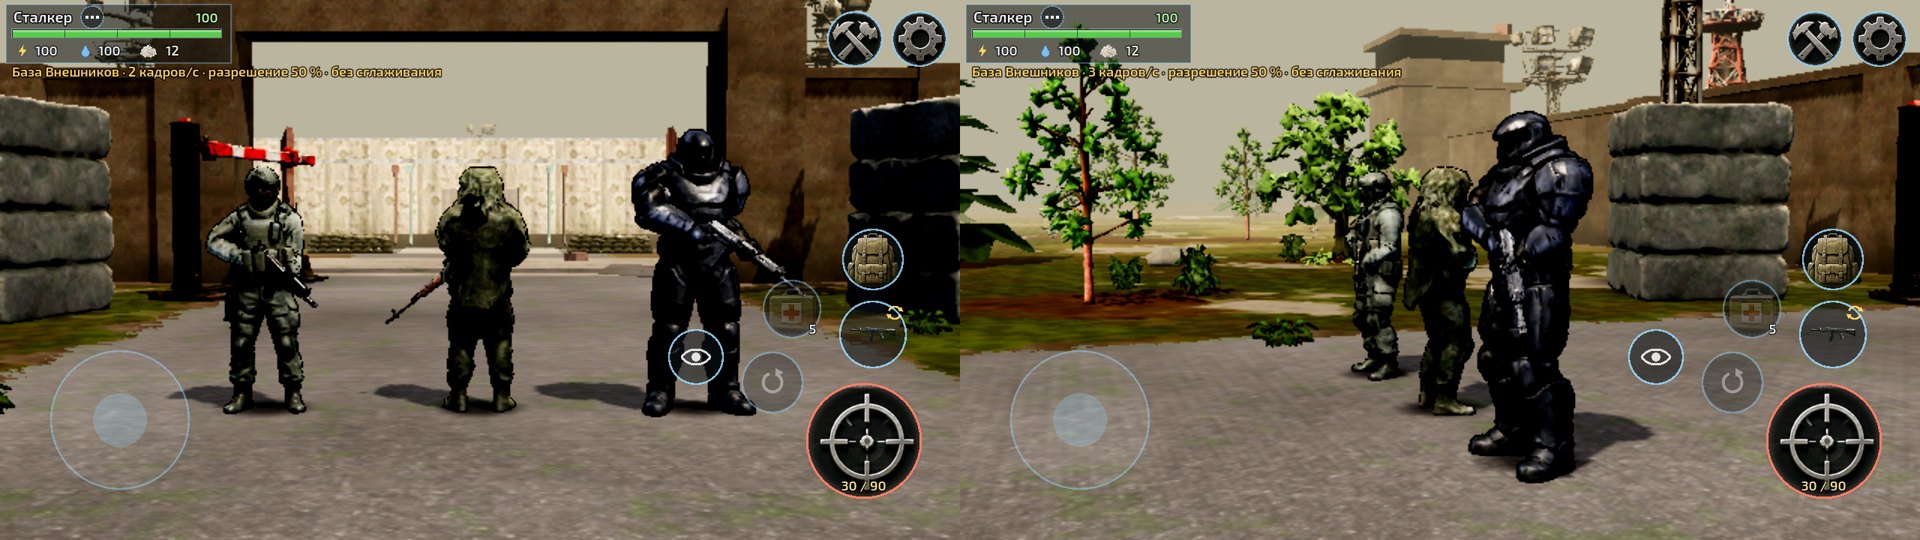 Сталкер ••• 100
100 100 12
База Внешников · 2 кадров/с · разрешение 50 % · без сглаживания
5
30 / 90
Сталкер ••• 100
100 100 12
База Внешников · 3 кадров/с · разрешение 50 % · без сглаживания
5
30 / 90